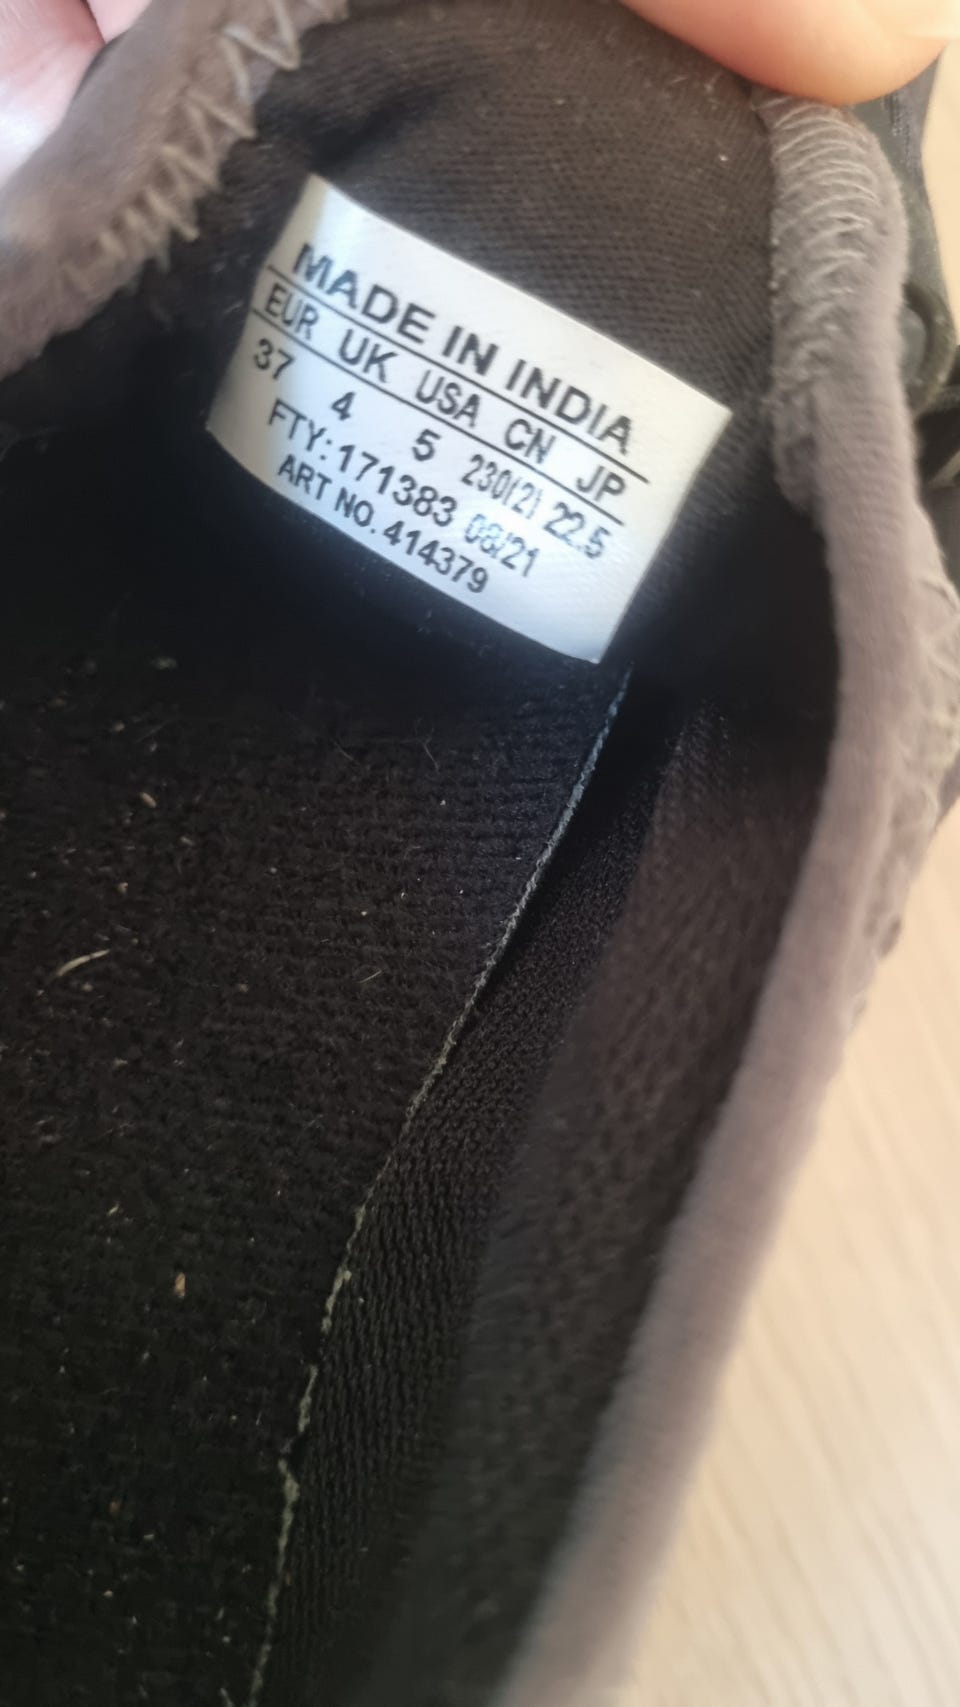 MADE IN INDIA
EUR UK USA CN JP
37 4 5 230(2) 22.5
FTY: 171383 08/21
ART NO. 414379